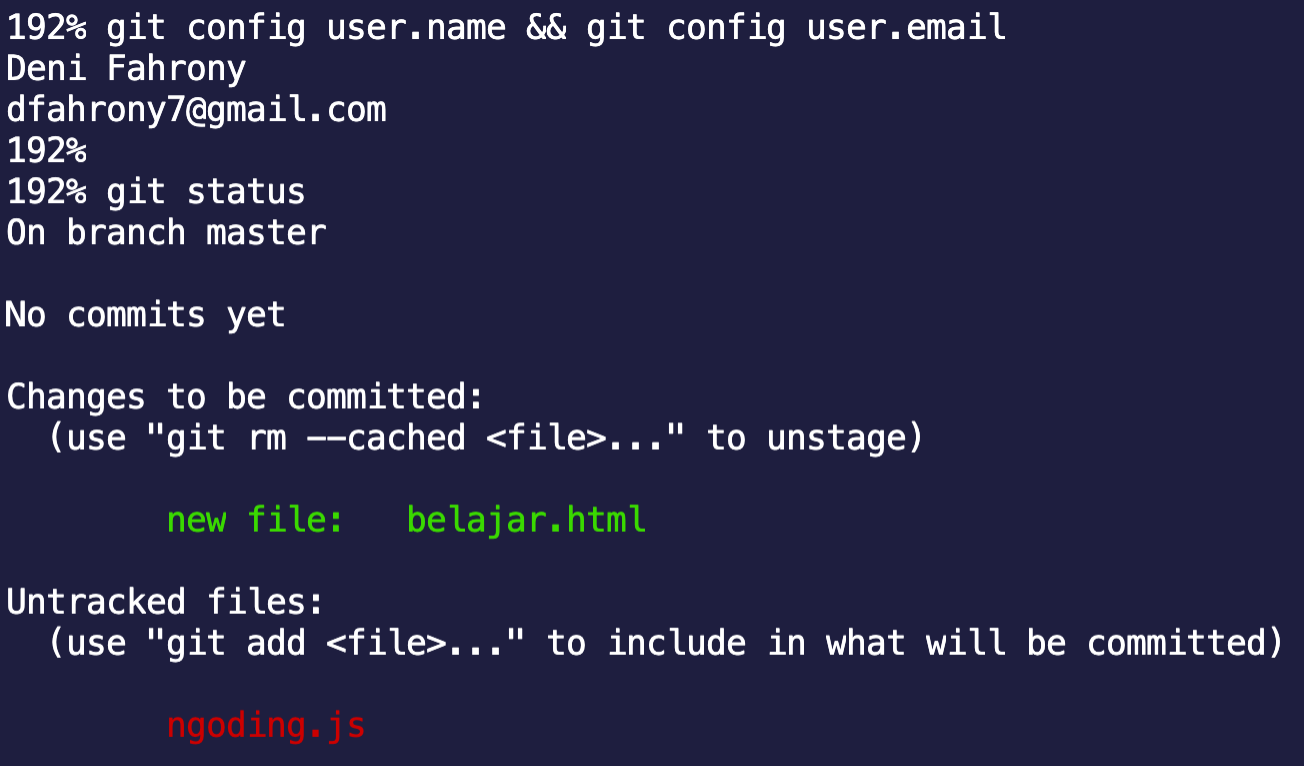 192% git config user.name && git config user.email
Deni Fahrony
dfahrony7@gmail.com
192%
192% git status
On branch master
No commits yet
Changes to be committed:
(use "git rm --cached <file>..." to unstage)
new file: belajar.html
Untracked files:
(use "git add <file>..." to include in what will be committed)
ngoding.js